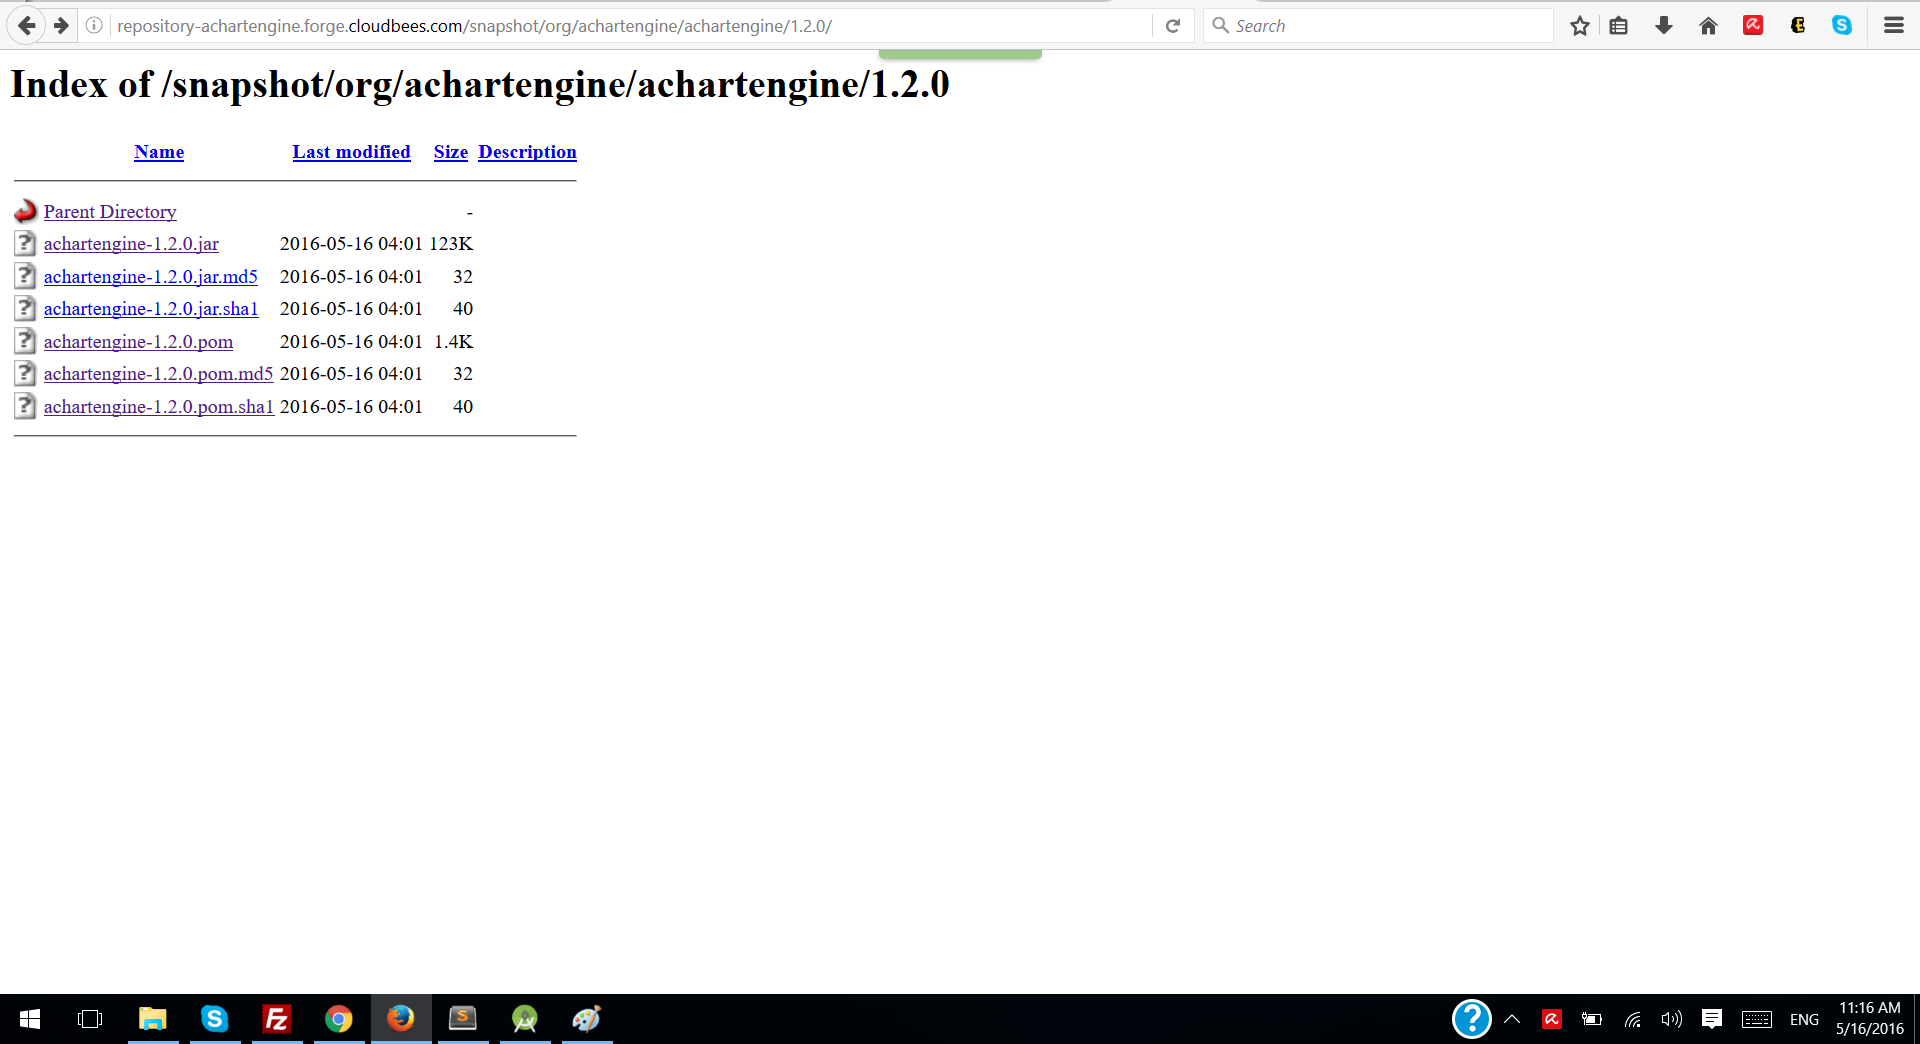 repository-achartengine.forge.cloudbees.com/snapshot/org/achartengine/achartengine/1.2.0/
Search
Index of /snapshot/org/achartengine/achartengine/1.2.0
Name Last modified Size Description
Parent Directory -
achartengine-1.2.0.jar 2016-05-16 04:01 123K
achartengine-1.2.0.jar.md5 2016-05-16 04:01 32
achartengine-1.2.0.jar.sha1 2016-05-16 04:01 40
achartengine-1.2.0.pom 2016-05-16 04:01 1.4K
achartengine-1.2.0.pom.md5 2016-05-16 04:01 32
achartengine-1.2.0.pom.sha1 2016-05-16 04:01 40
ENG
11:16 AM
5/16/2016